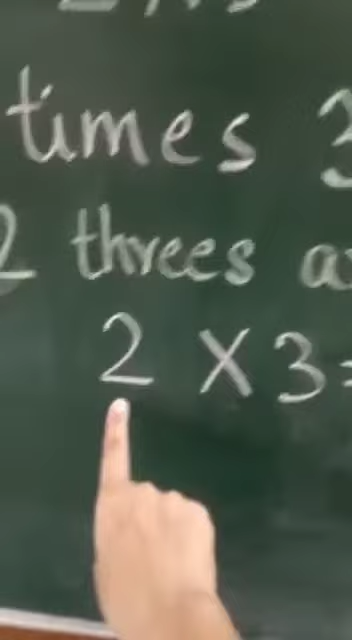 times 3
2 threes a
2 × 3 =